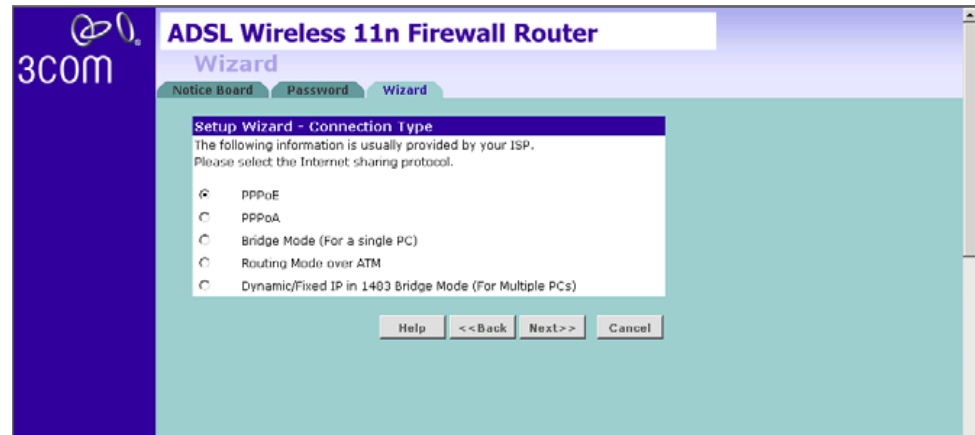 3COM
ADSL Wireless 11n Firewall Router
Wizard
Notice Board Password Wizard
Setup Wizard - Connection Type
The following information is usually provided by your ISP.
Please select the Internet sharing protocol.
PPPoE
PPPoA
Bridge Mode (For a single PC)
Routing Mode over ATM
Dynamic/Fixed IP in 1483 Bridge Mode (For Multiple PCs)
Help <<Back Next>> Cancel